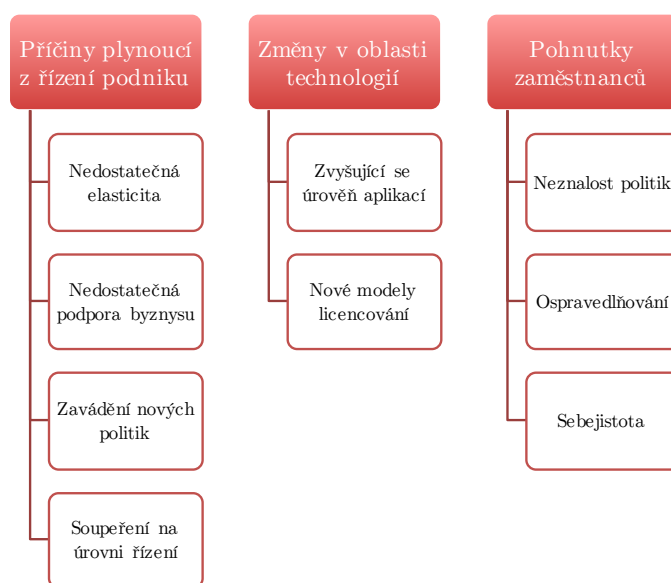 Příčiny plynoucí
z řízení podniku
Nedostatečná
elasticita
Nedostatečná
podpora byznysu
Zavádění nových
politik
Soupeření na
úrovni řízení
Změny v oblasti
technologií
Zvyšující se
úrověň aplikací
Nové modely
licencování
Pohnutky
zaměstnanců
Neznalost politik
Ospravedlňování
Sebejistota